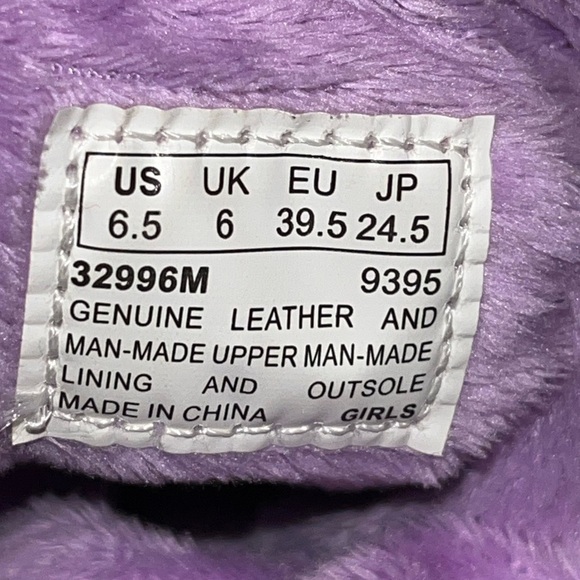 US UK EU JP
6.5 6 39.5 24.5
32996M 9395
GENUINE LEATHER AND
MAN-MADE UPPER MAN-MADE
LINING AND OUTSOLE
MADE IN CHINA GIRLS